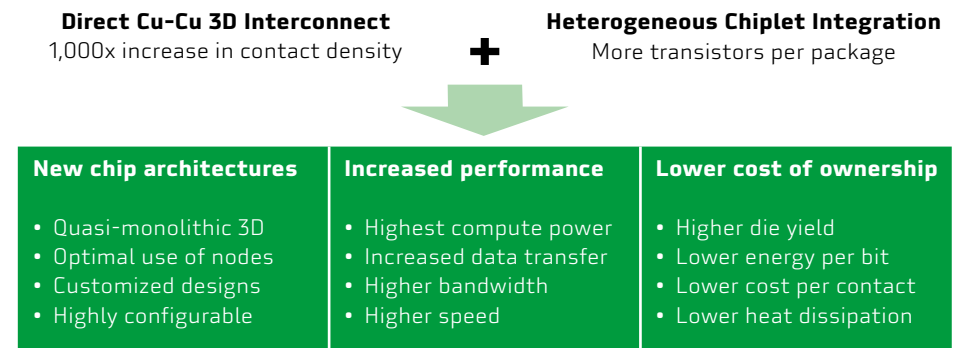 Direct Cu-Cu 3D Interconnect
1,000x increase in contact density
+
Heterogeneous Chiplet Integration
More transistors per package
New chip architectures
• Quasi-monolithic 3D
• Optimal use of nodes
• Customized designs
• Highly configurable
Increased performance
• Highest compute power
• Increased data transfer
• Higher bandwidth
• Higher speed
Lower cost of ownership
• Higher die yield
• Lower energy per bit
• Lower cost per contact
• Lower heat dissipation